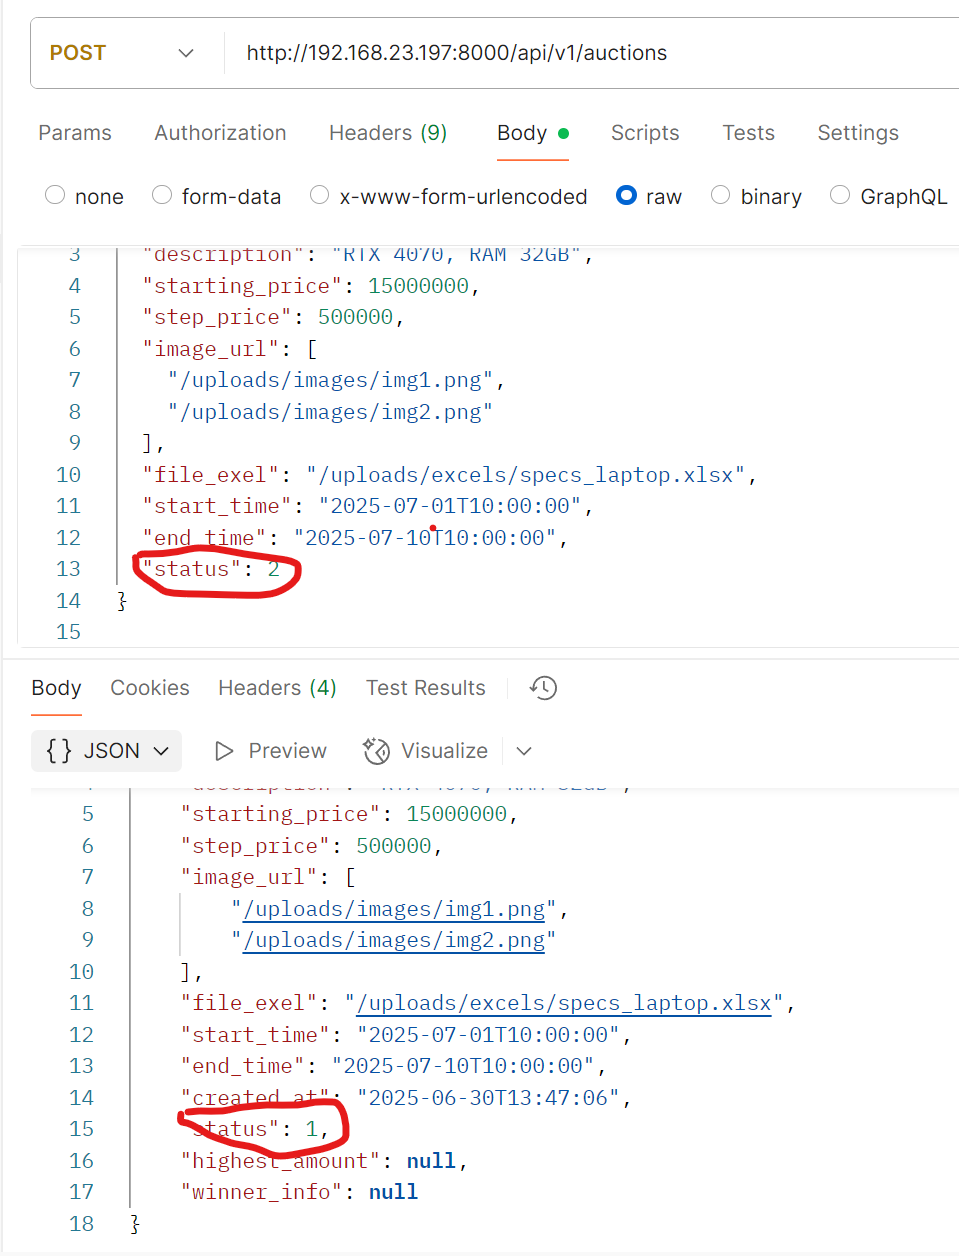 POST http://192.168.23.197:8000/api/v1/auctions
Params Authorization Headers (9) Body Scripts Tests Settings
none form-data x-www-form-urlencoded raw binary GraphQL
3 "description": "RTX 4070, RAM 32GB",
4 "starting_price": 15000000,
5 "step_price": 500000,
6 "image_url": [
7 "/uploads/images/img1.png",
8 "/uploads/images/img2.png"
9 ],
10 "file_exel": "/uploads/excels/specs_laptop.xlsx",
11 "start_time": "2025-07-01T10:00:00",
12 "end_time": "2025-07-10T10:00:00",
13 "status": 2
14 }
15
Body Cookies Headers (4) Test Results
{} JSON Preview Visualize
5 "starting_price": 15000000,
6 "step_price": 500000,
7 "image_url": [
8 "/uploads/images/img1.png",
9 "/uploads/images/img2.png"
10 ],
11 "file_exel": "/uploads/excels/specs_laptop.xlsx",
12 "start_time": "2025-07-01T10:00:00",
13 "end_time": "2025-07-10T10:00:00",
14 "created_at": "2025-06-30T13:47:06",
15 "status": 1,
16 "highest_amount": null,
17 "winner_info": null
18 }